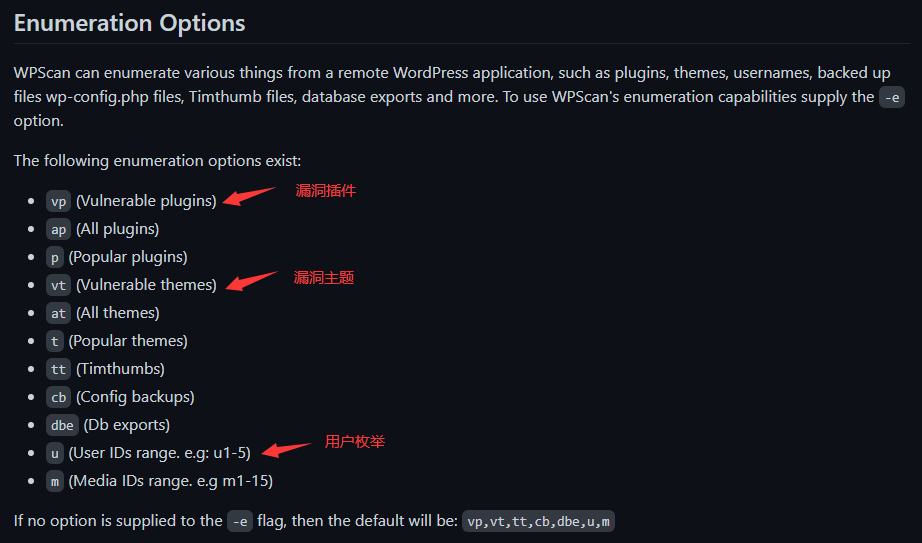 Enumeration Options
WPScan can enumerate various things from a remote WordPress application, such as plugins, themes, usernames, backed up
files wp-config.php files, Timthumb files, database exports and more. To use WPScan's enumeration capabilities supply the -e
option.
The following enumeration options exist:
vp (Vulnerable plugins) 漏洞插件
ap (All plugins)
p (Popular plugins)
vt (Vulnerable themes) 漏洞主题
at (All themes)
t (Popular themes)
tt (Timthumbs)
cb (Config backups)
dbe (Db exports)
u (User IDs range. e.g: u1-5) 用户枚举
m (Media IDs range. e.g m1-15)
If no option is supplied to the -e flag, then the default will be: vp,vt,tt,cb,dbe,u,m